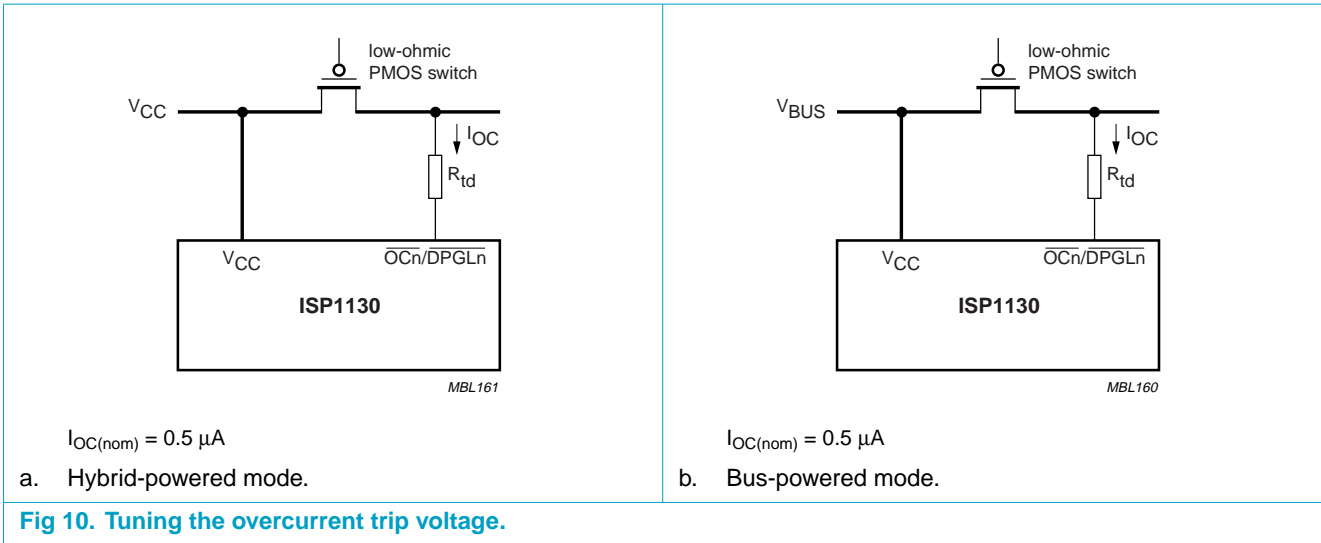 low-ohmic
PMOS switch
VCC
IOC
Rtd
VCC
OCn/DPGLn
ISP1130
MBL161
IOC(nom) = 0.5 μA
a. Hybrid-powered mode.
low-ohmic
PMOS switch
VBUS
IOC
Rtd
VCC
OCn/DPGLn
ISP1130
MBL160
IOC(nom) = 0.5 μA
b. Bus-powered mode.
Fig 10. Tuning the overcurrent trip voltage.